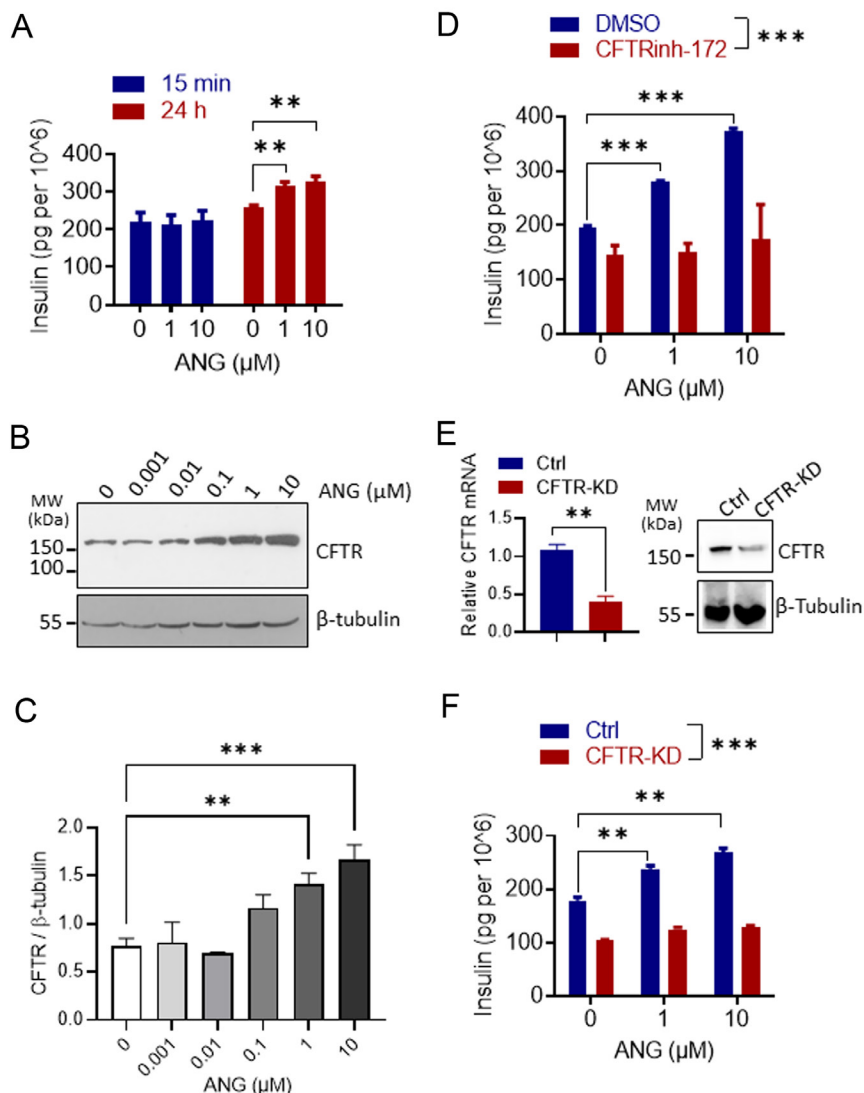 A
15 min
24 h
**
**
Insulin (pg per 10^6)
400
300
200
100
0
0 1 10 0 1 10
ANG (µM)
B
0 0.001 0.01 0.1 1 10 ANG (µM)
MW
(kDa)
150
100
CFTR
55
β-tubulin
C
***
**
CFTR / β-tubulin
2.0
1.5
1.0
0.5
0.0
0 0.001 0.01 0.1 1 10
ANG (µM)
D
DMSO
CFTRinh-172
***
***
***
Insulin (pg per 10^6)
400
300
200
100
0
0 1 10
ANG (µM)
E
Ctrl
CFTR-KD
**
Relative CFTR mRNA
1.5
1.0
0.5
0.0
Ctrl CFTR-KD
MW
(kDa)
150
CFTR
55
β-Tubulin
F
Ctrl
CFTR-KD
***
**
**
Insulin (pg per 10^6)
300
200
100
0
0 1 10
ANG (µM)